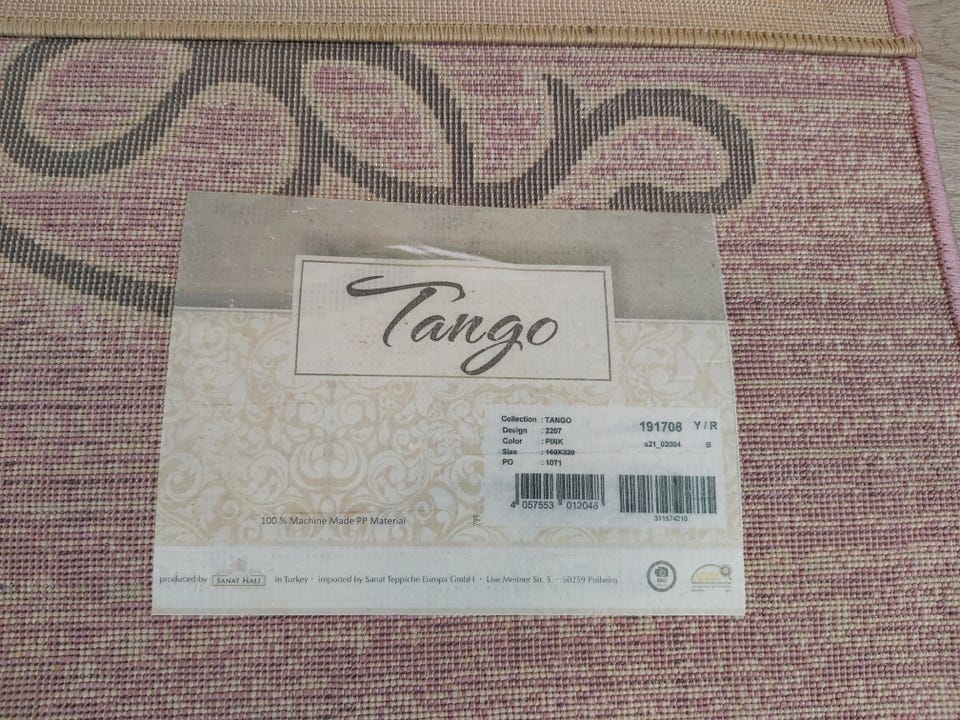 Tango
Collection : TANGO
Design : 2207
Color : PINK
Size : 160X220
PO : 1071
191708 Y / R
s21_03084 B
4 057553 012048
311574210
799
100 % Machine Made PP Material
produced by SANAT HALI in Turkey · imported by Sanat Teppiche Europa GmbH · Lise Meitner Str. 5 · 50259 Pulheim